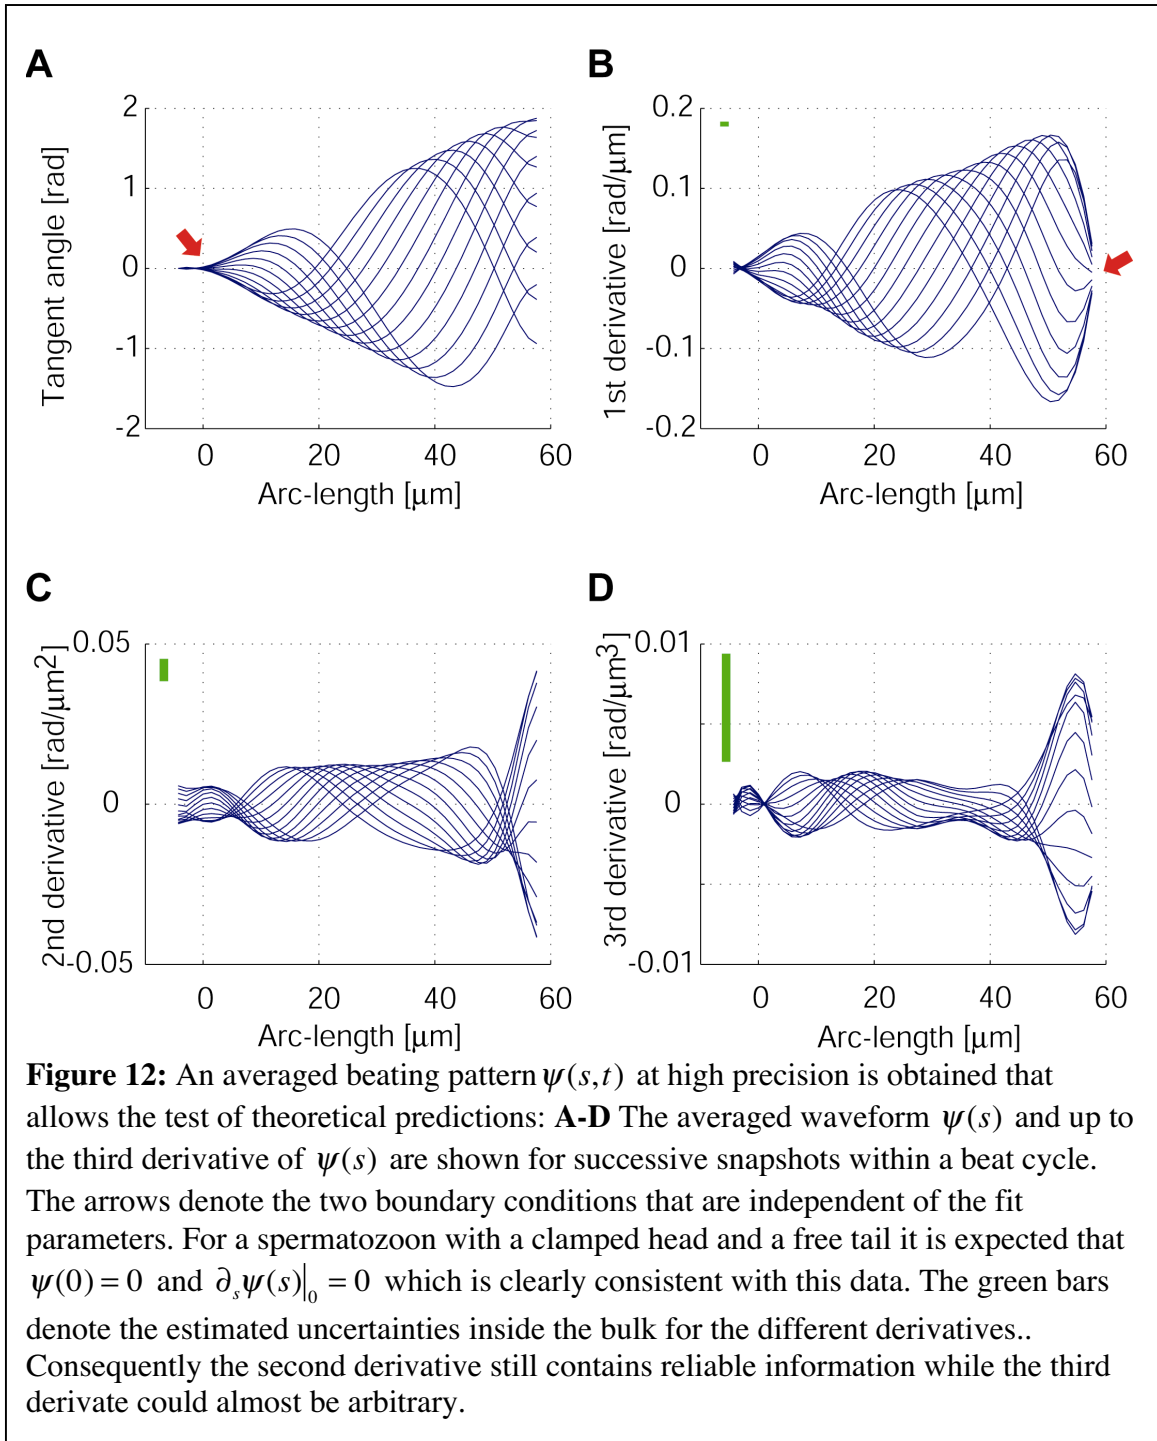 A
B
Tangent angle [rad]
2
1
0
-1
-2
0 20 40 60
Arc-length [μm]
1st derivative [rad/μm]
0.2
0.1
0
-0.1
-0.2
0 20 40 60
Arc-length [μm]
C
D
2nd derivative [rad/μm²]
0.05
0
-0.05
0 20 40 60
Arc-length [μm]
3rd derivative [rad/μm³]
0.01
0
-0.01
0 20 40 60
Arc-length [μm]
Figure 12: An averaged beating pattern ψ(s,t) at high precision is obtained that
allows the test of theoretical predictions: A-D The averaged waveform ψ(s) and up to
the third derivative of ψ(s) are shown for successive snapshots within a beat cycle.
The arrows denote the two boundary conditions that are independent of the fit
parameters. For a spermatozoon with a clamped head and a free tail it is expected that
ψ(0) = 0 and ∂ₛψ(s)|₀ = 0 which is clearly consistent with this data. The green bars
denote the estimated uncertainties inside the bulk for the different derivatives..
Consequently the second derivative still contains reliable information while the third
derivate could almost be arbitrary.